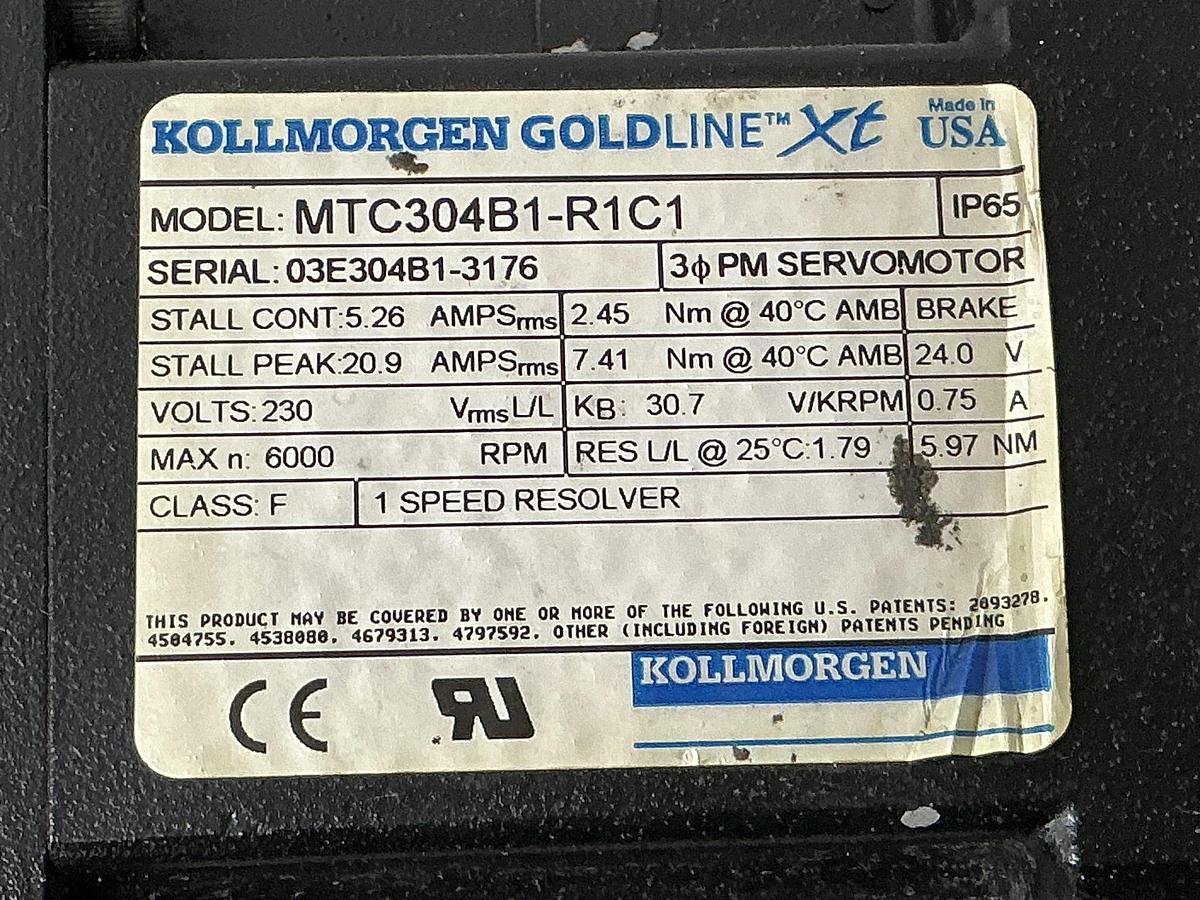 KOLLMORGEN GOLDLINE™ Xt Made in USA
MODEL: MTC304B1-R1C1 IP65
SERIAL: 03E304B1-3176 3ϕ PM SERVOMOTOR
STALL CONT:5.26 AMPSrms 2.45 Nm @ 40°C AMB BRAKE
STALL PEAK:20.9 AMPSrms 7.41 Nm @ 40°C AMB 24.0 V
VOLTS: 230 Vrms L/L KB: 30.7 V/KRPM 0.75 A
MAX n: 6000 RPM RES L/L @ 25°C:1.79 5.97 NM
CLASS: F 1 SPEED RESOLVER
THIS PRODUCT MAY BE COVERED BY ONE OR MORE OF THE FOLLOWING U.S. PATENTS: 2093278.
4504755. 4538080. 4679313. 4797592. OTHER (INCLUDING FOREIGN) PATENTS PENDING
CE RU KOLLMORGEN